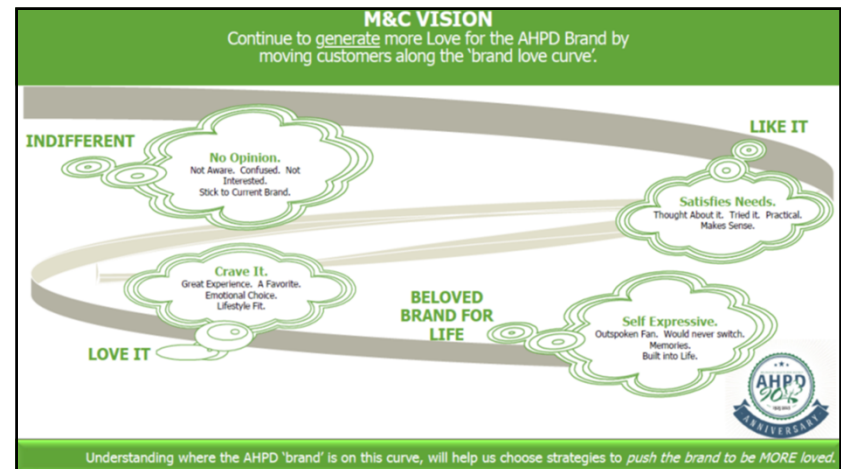 M&C VISION
Continue to generate more Love for the AHPD Brand by
moving customers along the 'brand love curve'.
INDIFFERENT
No Opinion.
Not Aware. Confused. Not
Interested.
Stick to Current Brand.
LIKE IT
Satisfies Needs.
Thought About it. Tried it. Practical.
Makes Sense.
Crave It.
Great Experience. A Favorite.
Emotional Choice.
Lifestyle Fit.
LOVE IT
BELOVED
BRAND FOR
LIFE
Self Expressive.
Outspoken Fan. Would never switch.
Memories.
Built into Life.
AHPD
90
ANNIVERSARY
Understanding where the AHPD 'brand' is on this curve, will help us choose strategies to push the brand to be MORE loved.